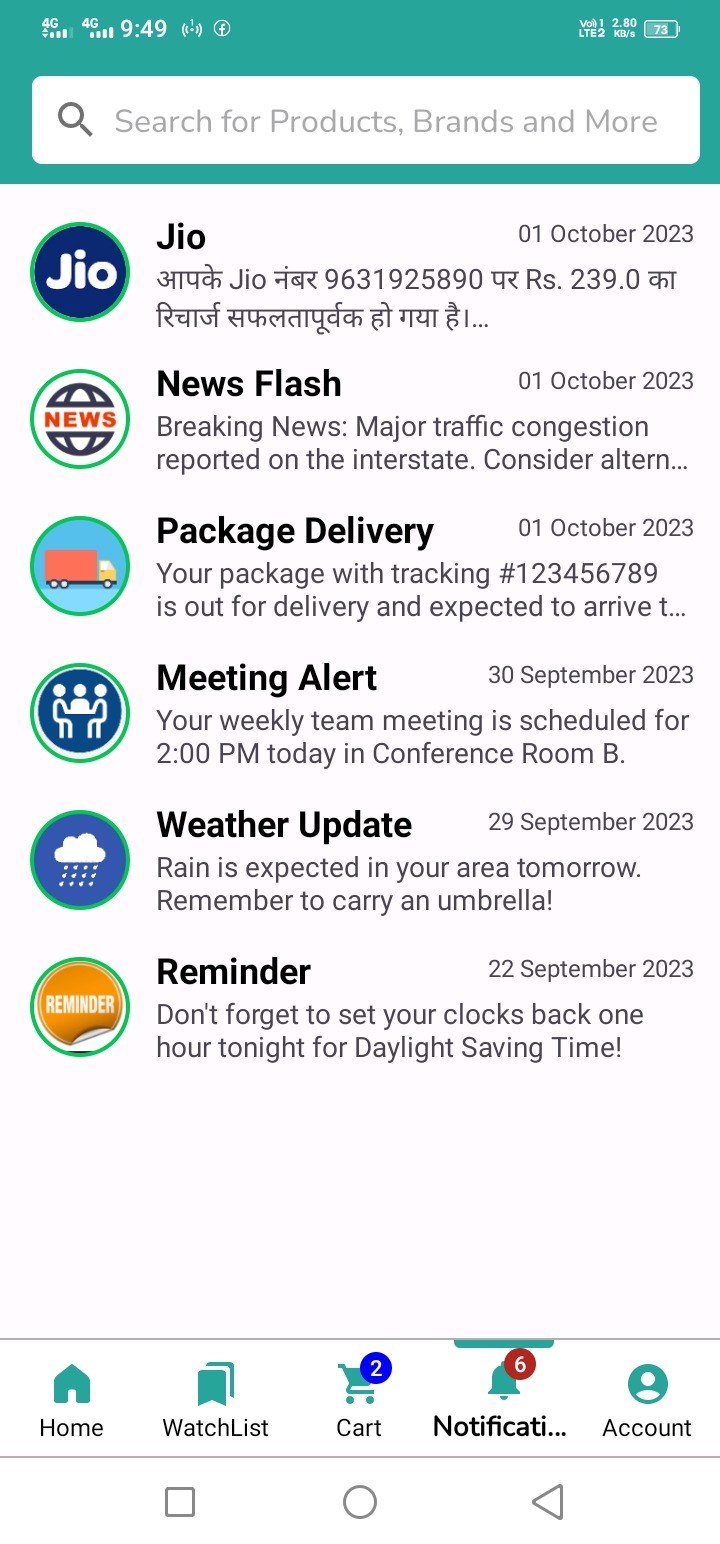 4G 4G 9:49 Vo) 1 LTE2 2.80 KB/s 73
Search for Products, Brands and More
Jio
Jio 01 October 2023
आपके Jio नंबर 9631925890 पर Rs. 239.0 का
रिचार्ज सफलतापूर्वक हो गया है।...
News Flash 01 October 2023
NEWS
Breaking News: Major traffic congestion
reported on the interstate. Consider altern...
Package Delivery 01 October 2023
Your package with tracking #123456789
is out for delivery and expected to arrive t...
Meeting Alert 30 September 2023
Your weekly team meeting is scheduled for
2:00 PM today in Conference Room B.
Weather Update 29 September 2023
Rain is expected in your area tomorrow.
Remember to carry an umbrella!
Reminder 22 September 2023
REMINDER
Don't forget to set your clocks back one
hour tonight for Daylight Saving Time!
2 6
Home WatchList Cart Notificati... Account